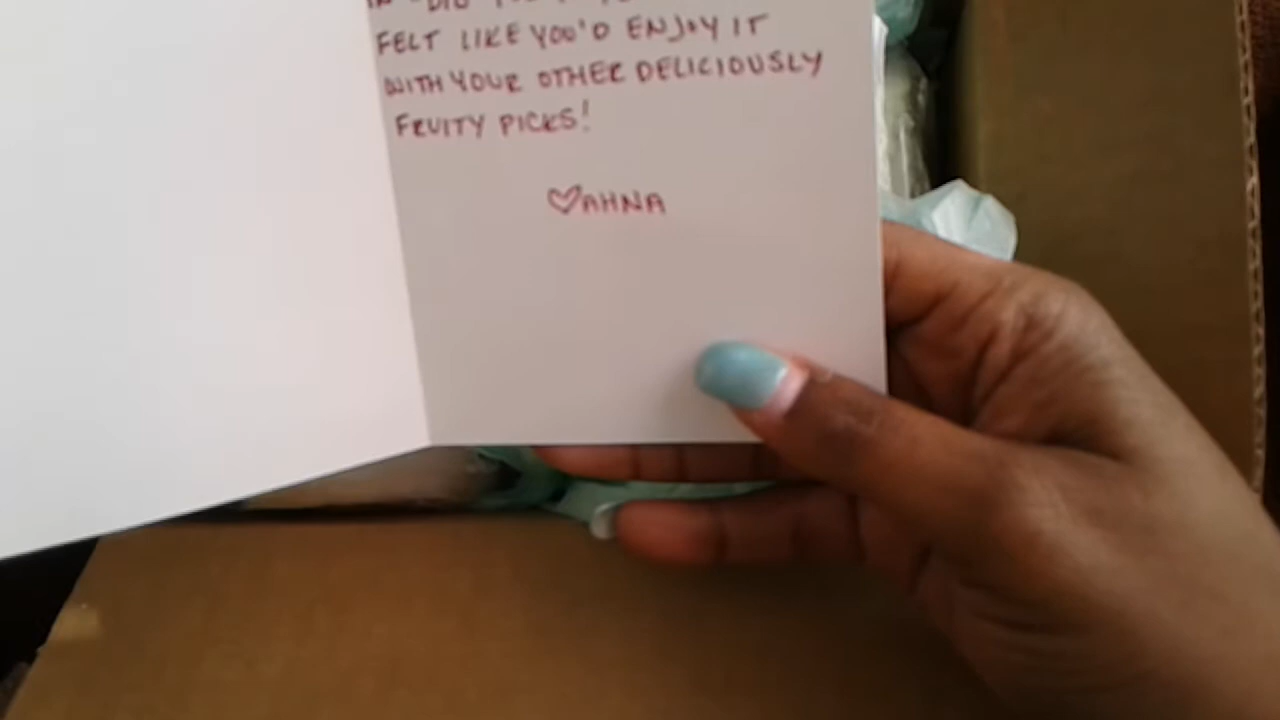 FELT LIKE YOU'D ENJOY IT
WITH YOUR OTHER DELICIOUSLY
FRUITY PICKS!
♡AHNA